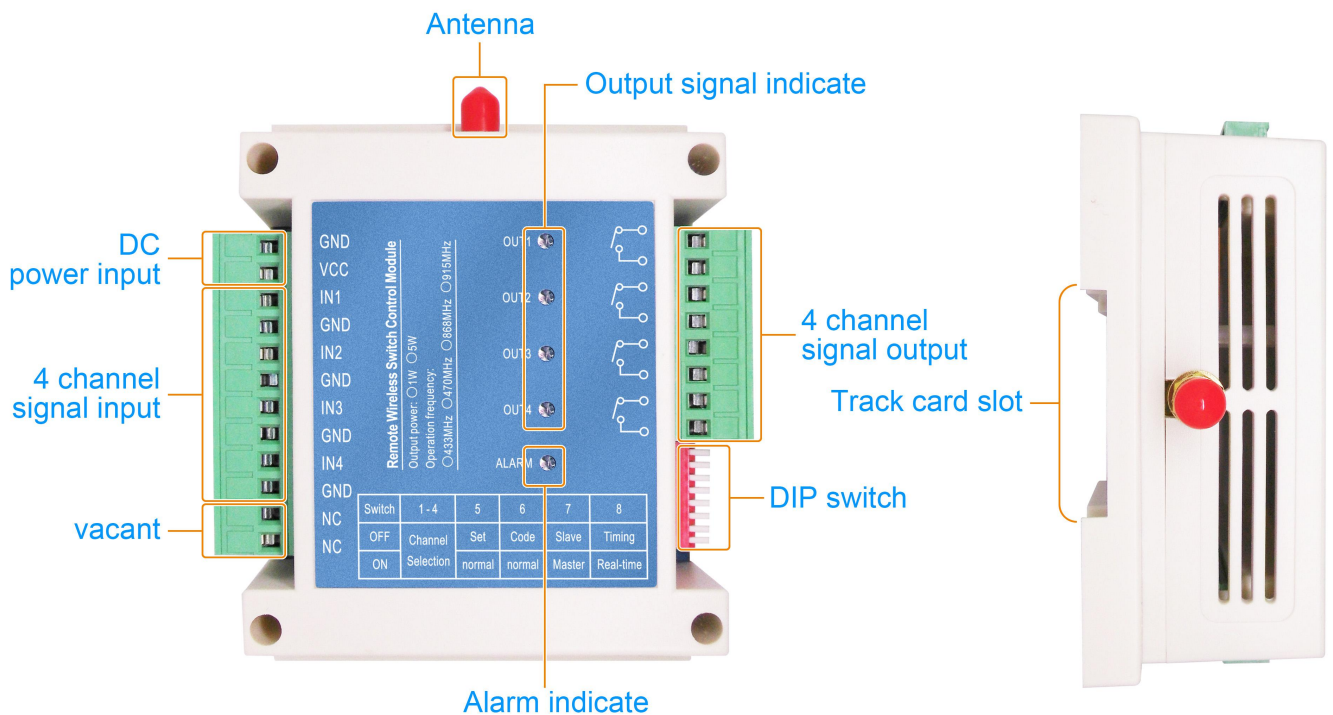 Antenna
Output signal indicate
DC
power input
4 channel
signal input
vacant
GND
VCC
IN1
GND
IN2
GND
IN3
GND
IN4
GND
NC
NC
Remote Wireless Switch Control Module
Output power: ○1W ○5W
Operation frequency:
○433MHz ○470MHz ○868MHz ○915MHz
OUT1
OUT2
OUT3
OUT4
ALARM
Switch 1 - 4 5 6 7 8
OFF Channel Set Code Slave Timing
ON Selection normal normal Master Real-time
4 channel
signal output
DIP switch
Alarm indicate
Track card slot